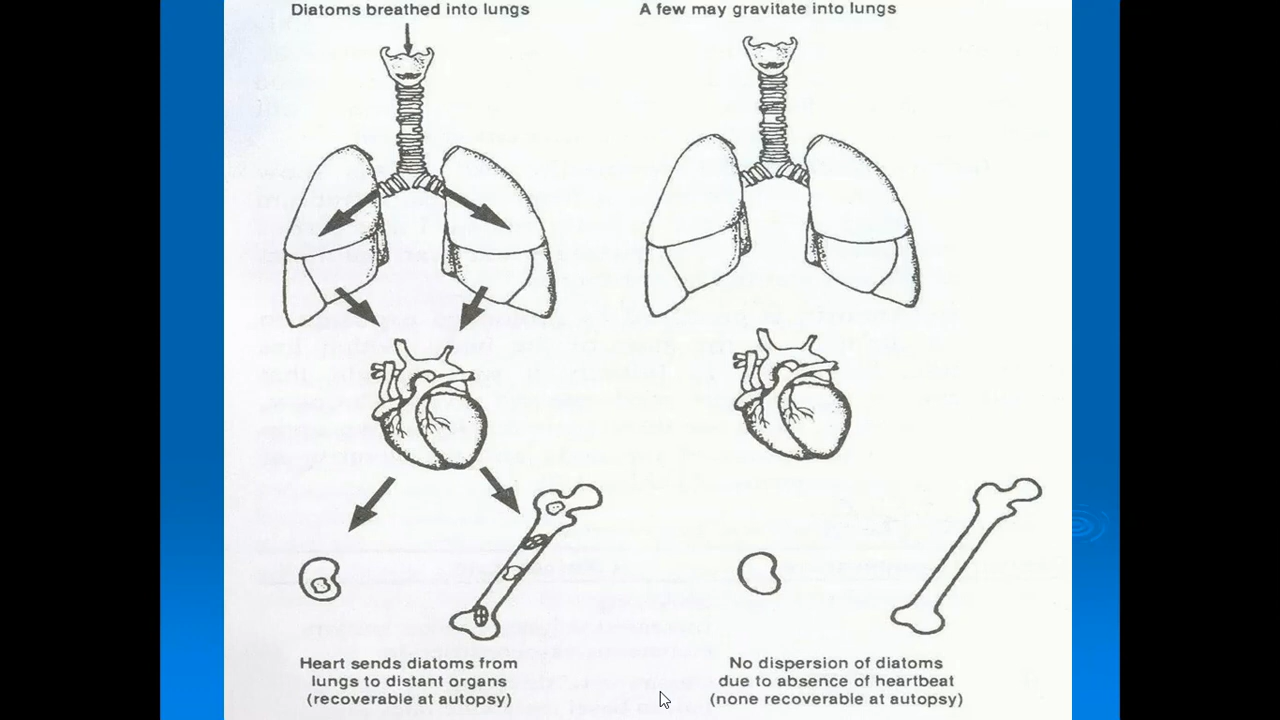 Diatoms breathed into lungs
A few may gravitate into lungs
Heart sends diatoms from
lungs to distant organs
(recoverable at autopsy)
No dispersion of diatoms
due to absence of heartbeat
(none recoverable at autopsy)